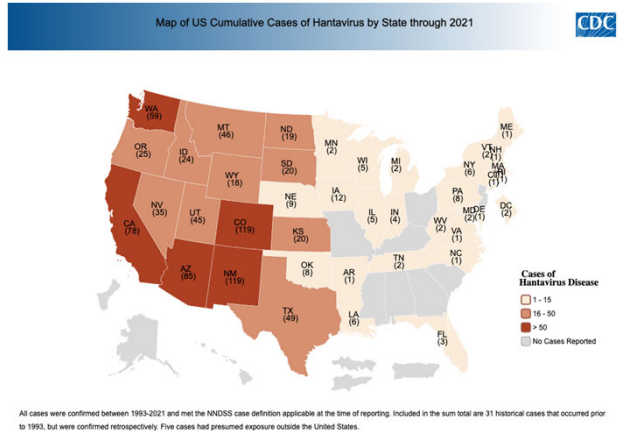 Map of US Cumulative Cases of Hantavirus by State through 2021
CDC
WA
(59)
MT
(46)
ND
(19)
MN
(2)
ME
(1)
OR
(25)
ID
(24)
SD
(20)
WI
(5)
MI
(2)
VT
(2)
NH
(1)
NY
(6)
MA
WY
(18)
NE
(9)
IA
(12)
PA
(8)
NV
(35)
UT
(45)
CO
(119)
KS
(20)
IL
(5)
IN
(4)
WV
(2)
MD
(2)
DE
(1)
DC
(2)
CA
(78)
VA
(1)
AZ
(85)
NM
(119)
OK
(8)
AR
(1)
TN
(2)
NC
(1)
TX
(49)
LA
(6)
FL
(3)
Cases of
Hantavirus Disease
1 - 15
16 - 50
> 50
No Cases Reported
All cases were confirmed between 1993-2021 and met the NNDSS case definition applicable at the time of reporting. Included in the sum total are 31 historical cases that occurred prior
to 1993, but were confirmed retrospectively. Five cases had presumed exposure outside the United States.